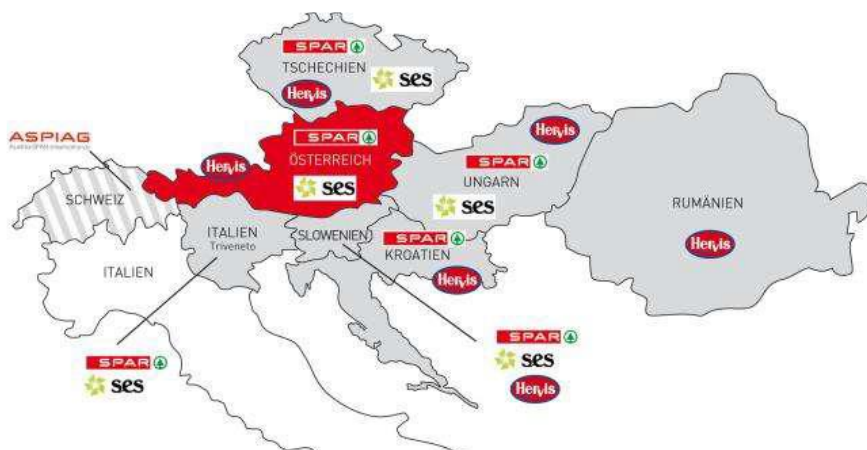 SPAR
TSCHECHIEN
ses
Hervis
ASPIAG
SPAR
Hervis
ÖSTERREICH
ses
Hervis
SPAR
UNGARN
ses
SCHWEIZ
ITALIEN
Triveneto
SLOWENIEN
SPAR
KROATIEN
Hervis
RUMÄNIEN
Hervis
ITALIEN
SPAR
ses
SPAR
ses
Hervis